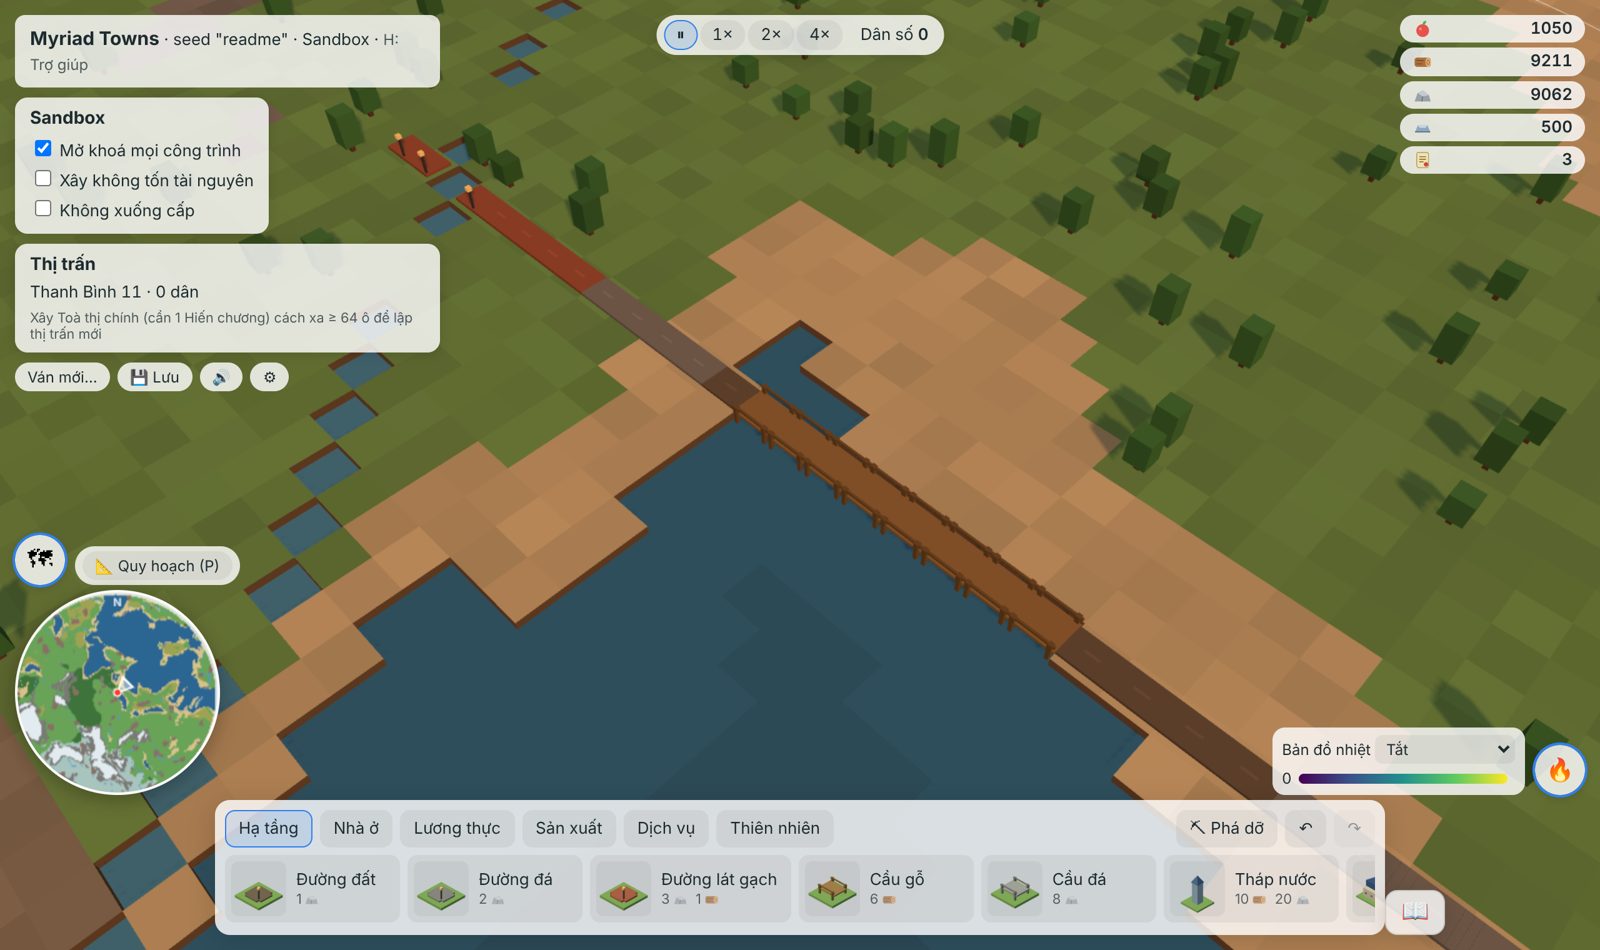 Myriad Towns · seed "readme" · Sandbox · H:
Trợ giúp
Sandbox
Mở khoá mọi công trình
Xây không tốn tài nguyên
Không xuống cấp
Thị trấn
Thanh Bình 11 · 0 dân
Xây Toà thị chính (cần 1 Hiến chương) cách xa ≥ 64 ô để lập
thị trấn mới
Ván mới...
Lưu
1× 2× 4× Dân số 0
1050
9211
9062
500
3
Quy hoạch (P)
N
Bản đồ nhiệt Tắt
0
Hạ tầng Nhà ở Lương thực Sản xuất Dịch vụ Thiên nhiên Phá dỡ
Đường đất
1
Đường đá
2
Đường lát gạch
3 1
Cầu gỗ
6
Cầu đá
8
Tháp nước
10 20